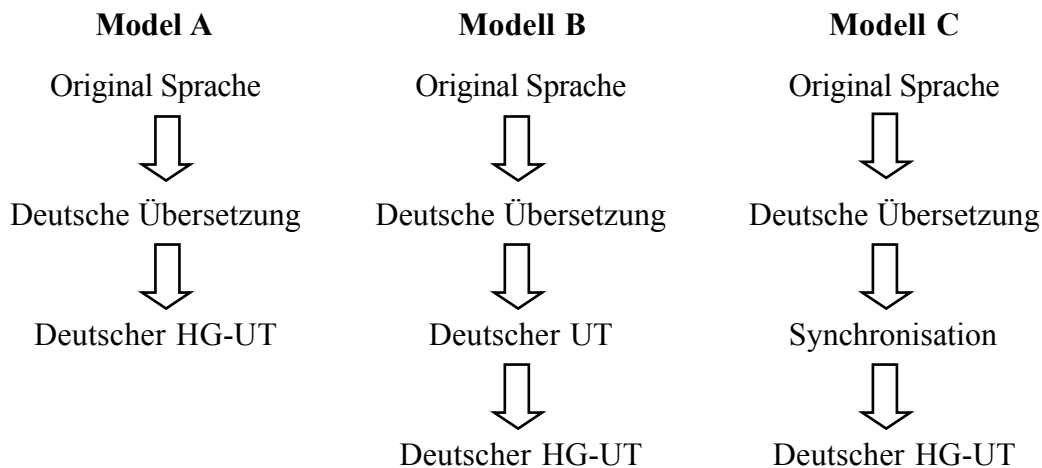 Model A Modell B Modell C
Original Sprache Original Sprache Original Sprache
Deutsche Übersetzung Deutsche Übersetzung Deutsche Übersetzung
Deutscher HG-UT Deutscher UT Synchronisation
Deutscher HG-UT Deutscher HG-UT